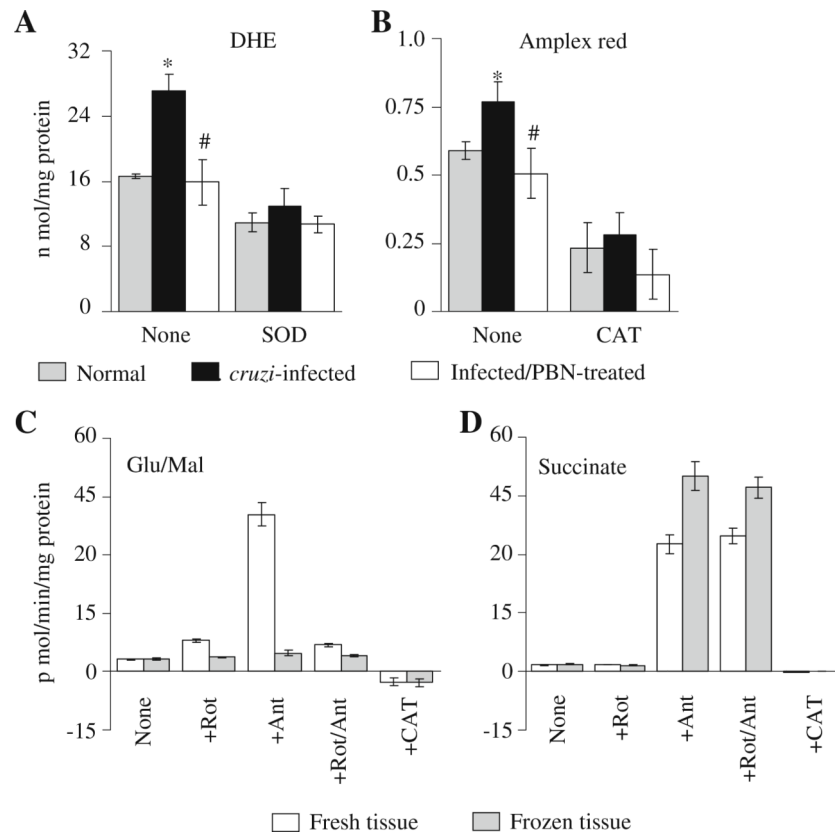 A
DHE
n mol/mg protein
32
24
16
8
0
*
#
None
SOD
B
Amplex red
1.0
0.75
0.5
0.25
0
*
#
None
CAT
Normal
cruzi-infected
Infected/PBN-treated
C
Glu/Mal
p mol/min/mg protein
60
45
20
15
0
-15
None
+Rot
+Ant
+Rot/Ant
+CAT
D
Succinate
60
45
20
15
0
-15
None
+Rot
+Ant
+Rot/Ant
+CAT
Fresh tissue
Frozen tissue